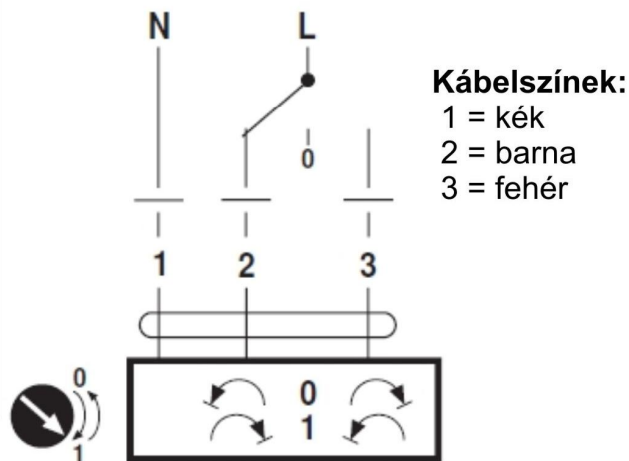 N L
Kábelszínek:
1 = kék
2 = barna
3 = fehér
0
1 2 3
0
1
0
1